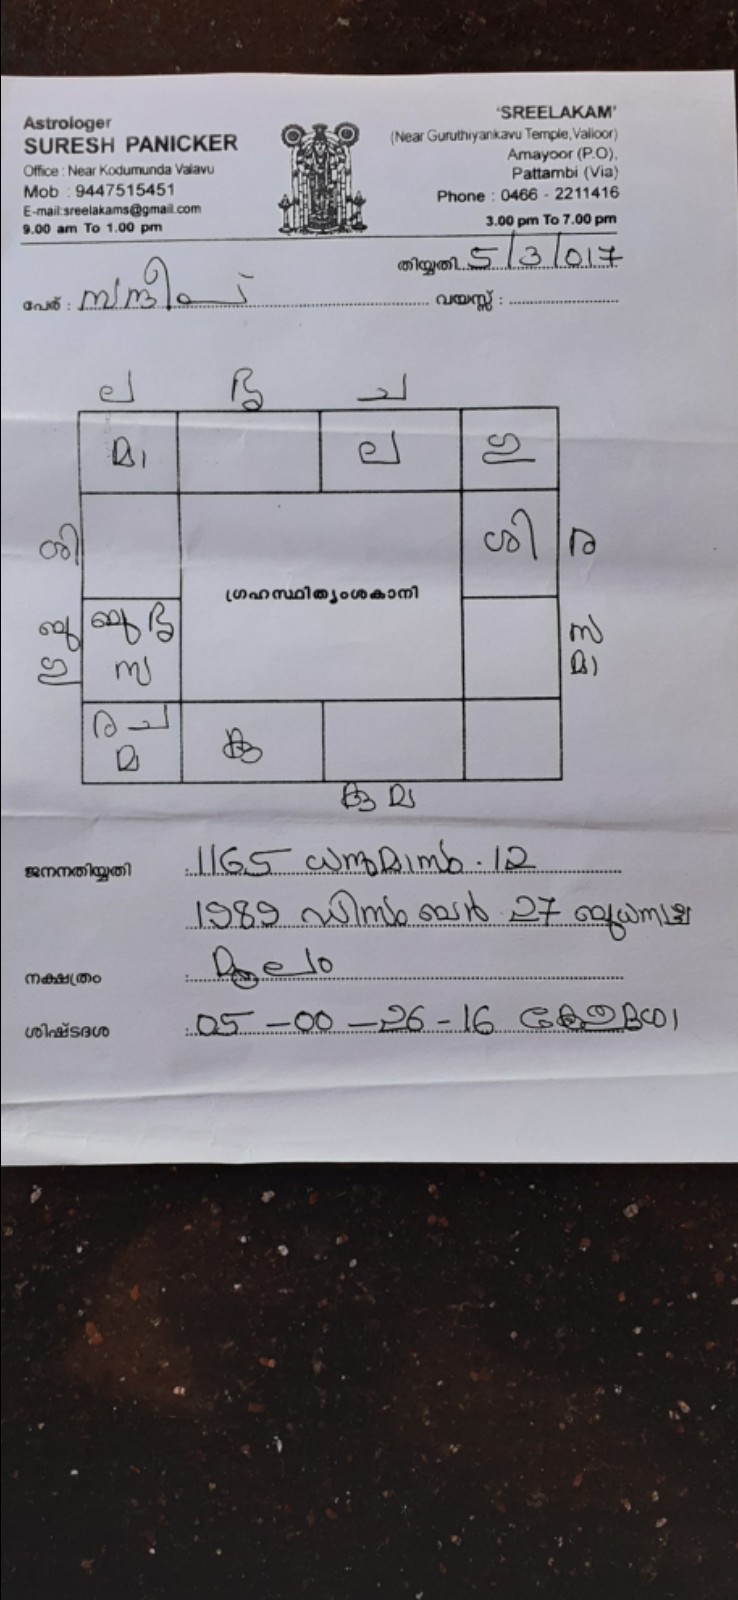 Astrologer
SURESH PANICKER
Office : Near Kodumunda Valavu
Mob : 9447515451
E-mail:sreelakams@gmail.com
9.00 am To 1.00 pm
'SREELAKAM'
(Near Guruthiyankavu Temple,Valloor)
Amayoor (P.O),
Pattambi (Via)
Phone : 0466 - 2211416
3.00 pm To 7.00 pm
തിയ്യതി 5/3/017
പേര് :
വയസ്സ് :
ല ഭൃ ച
മാ ല ഗു
ശി ശി ര
ഗ്രഹസ്ഥിത്യംശകാനി
ബു ബു ഭൃ സ
ഗു സ മാ
ര ച
മ കു
കു മ
ജനനതിയ്യതി : 1165 ധനുമാസം . 12
1989 ഡിസംബർ 27 ബുധനാഴ്ച
നക്ഷത്രം : മൂലം
ശിഷ്ടദശ : 05 - 00 - 26 - 16 കേതുദശാ